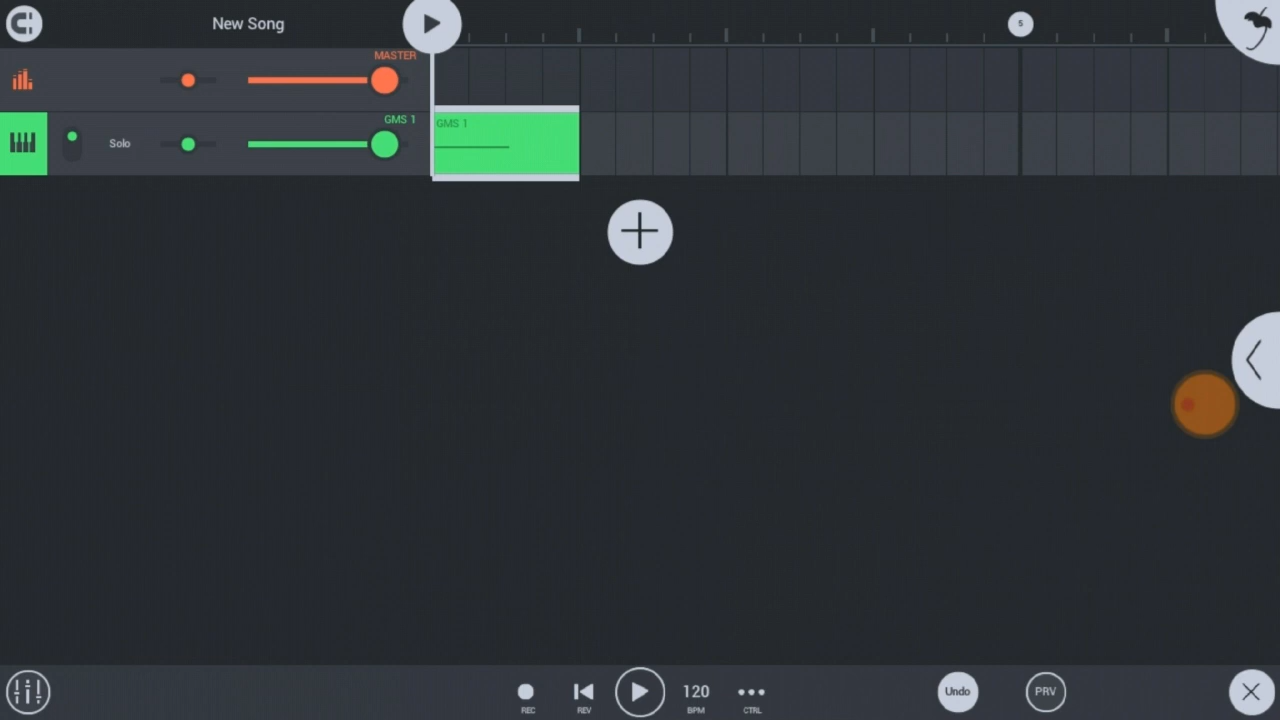 New Song
5
MASTER
GMS 1
Solo
GMS 1
120
Undo
PRV
REC
REV
BPM
CTRL